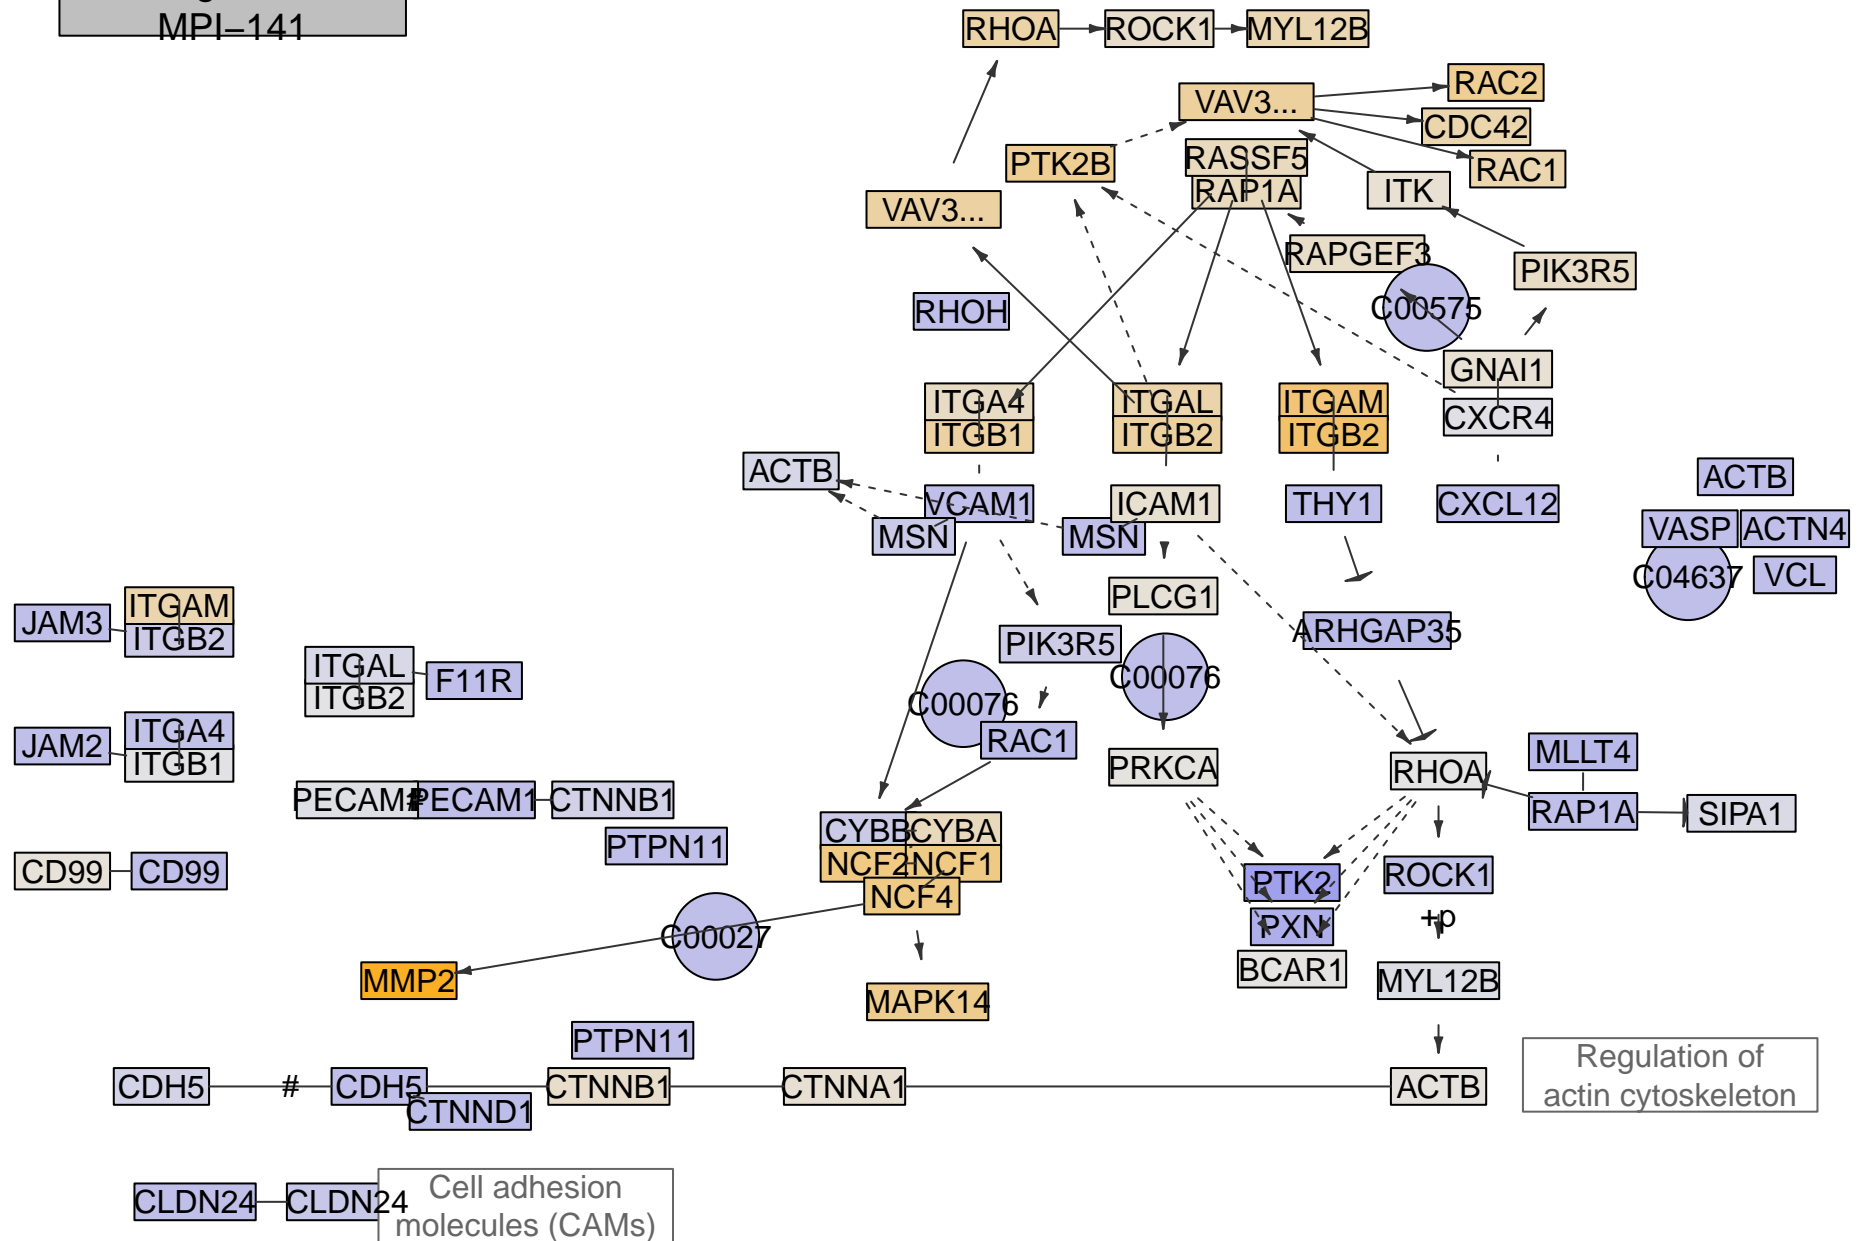 MPI−141
RHOA
ROCK1
MYL12B
VAV3...
RAC2
CDC42
RAC1
PTK2B
RASSF5
RAP1A
ITK
VAV3...
RAPGEF3
PIK3R5
RHOH
C00575
GNAI1
CXCR4
ITGA4
ITGB1
ITGAL
ITGB2
ITGAM
ITGB2
ACTB
VCAM1
MSN
ICAM1
MSN
THY1
CXCL12
ACTB
VASP
ACTN4
C04637
VCL
JAM3
ITGAM
ITGB2
ITGAL
ITGB2
F11R
PLCG1
PIK3R5
C00076
C00076
ARHGAP35
JAM2
ITGA4
ITGB1
RAC1
PRKCA
RHOA
MLLT4
RAP1A
SIPA1
PECAM1
#
PECAM1
CTNNB1
PTPN11
CYBB
CYBA
NCF2
NCF1
NCF4
CD99
CD99
PTK2
PXN
BCAR1
ROCK1
+p
MYL12B
C00027
MMP2
MAPK14
PTPN11
CDH5
#
CDH5
CTNND1
CTNNB1
CTNNA1
ACTB
Regulation of
actin cytoskeleton
CLDN24
CLDN24
Cell adhesion
molecules (CAMs)